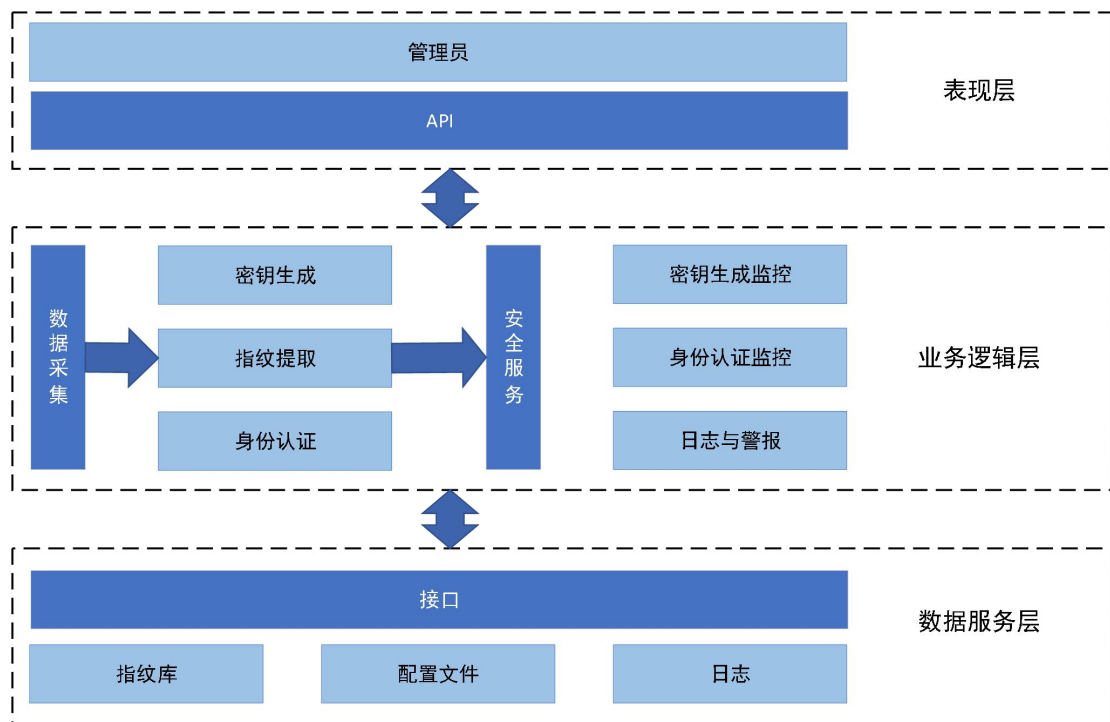 管理员
API
表现层
数据采集
密钥生成
指纹提取
身份认证
安全服务
密钥生成监控
身份认证监控
日志与警报
业务逻辑层
接口
指纹库
配置文件
日志
数据服务层